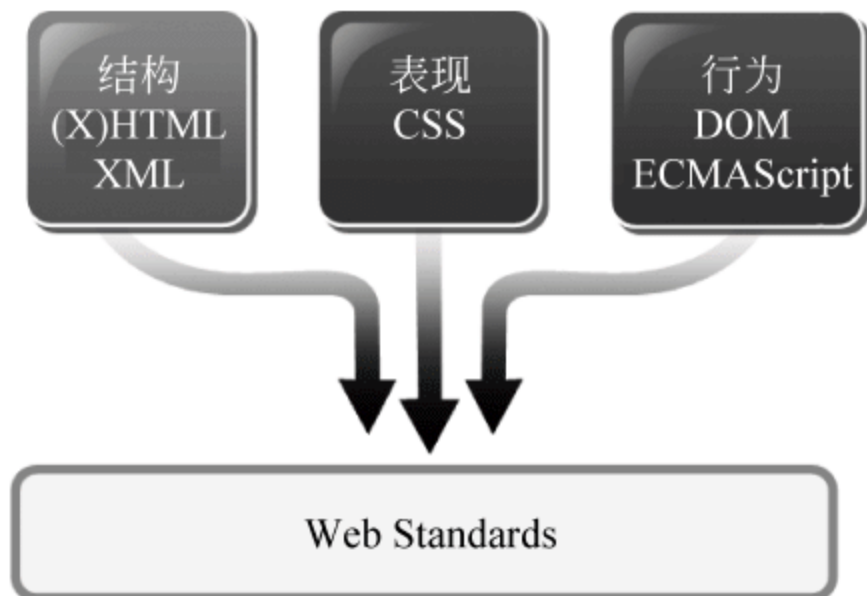 结构
(X)HTML
XML
表现
CSS
行为
DOM
ECMAScript
Web Standards